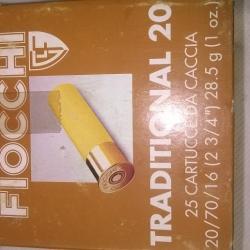 FIOCCHI
TRADITIONAL 20
25 CARTUCCE DA CACCIA
20/70/16 (2 3/4") 28.5 g (1 oz.)